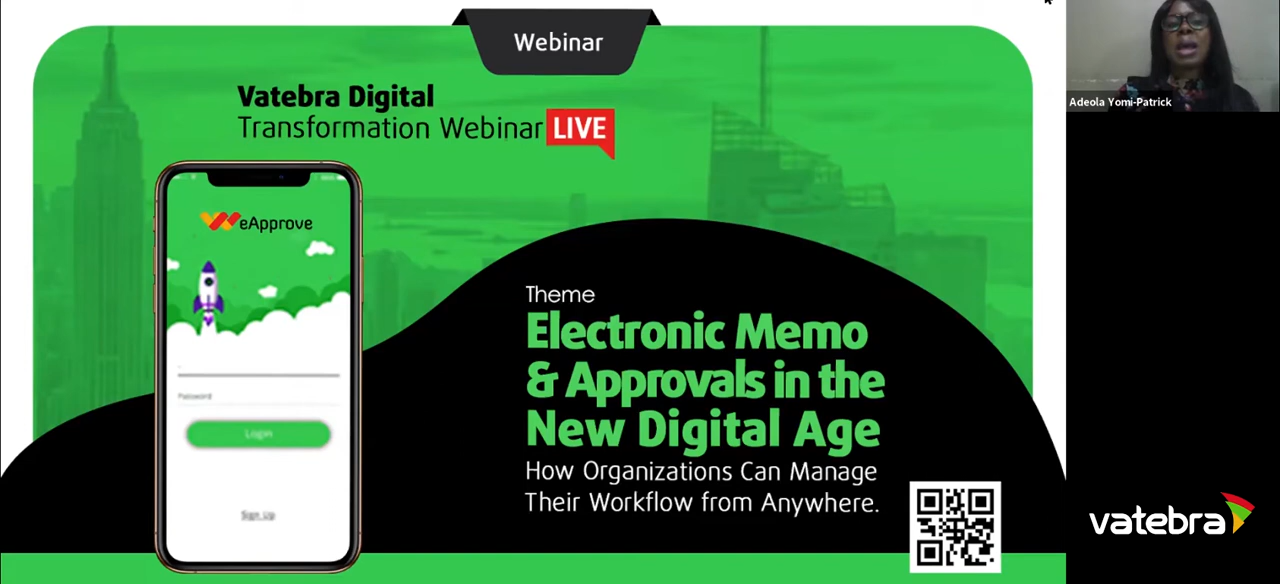 Webinar
Vatebra Digital
Transformation Webinar LIVE
Adeola Yomi-Patrick
eApprove
Theme
Electronic Memo
& Approvals in the
New Digital Age
How Organizations Can Manage
Their Workflow from Anywhere.
Password
Login
Sign Up
vatebra